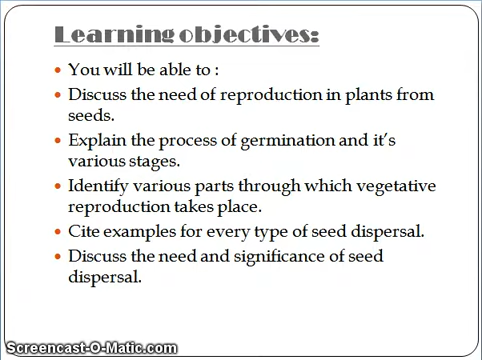 Learning objectives:
You will be able to :
Discuss the need of reproduction in plants from
seeds.
Explain the process of germination and it's
various stages.
Identify various parts through which vegetative
reproduction takes place.
Cite examples for every type of seed dispersal.
Discuss the need and significance of seed
dispersal.
Screencast-O-Matic.com